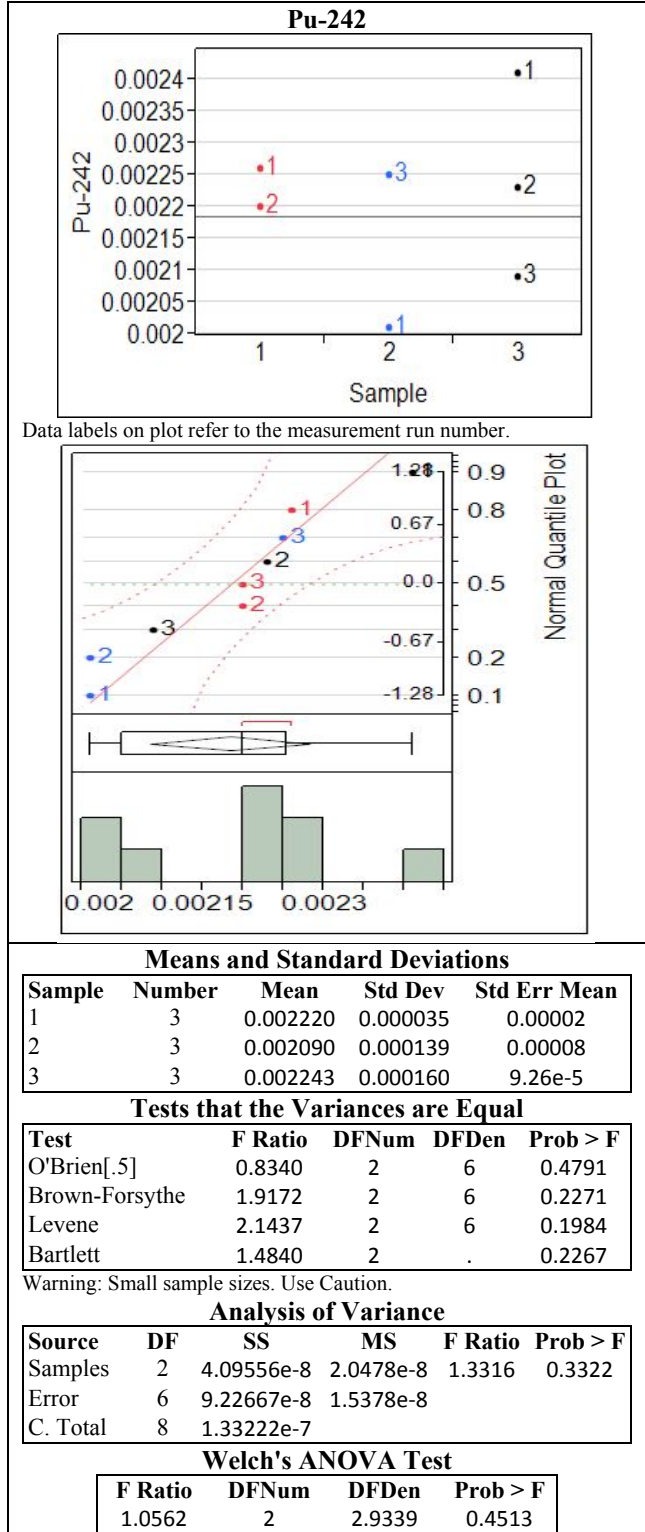 Pu-242
0.0024
0.00235
0.0023
0.00225
0.0022
0.00215
0.0021
0.00205
0.002
Pu-242
1
2
3
1
1
2
3
1 2 3
Sample
Data labels on plot refer to the measurement run number.
1.28 0.9
1 0.8
0.67
3
2
3 0.0 0.5
2
3
-0.67
2 0.2
1 -1.28 0.1
Normal Quantile Plot
0.002 0.00215 0.0023
Means and Standard Deviations
Sample Number Mean Std Dev Std Err Mean
1 3 0.002220 0.000035 0.00002
2 3 0.002090 0.000139 0.00008
3 3 0.002243 0.000160 9.26e-5
Tests that the Variances are Equal
Test F Ratio DFNum DFDen Prob > F
O'Brien[.5] 0.8340 2 6 0.4791
Brown-Forsythe 1.9172 2 6 0.2271
Levene 2.1437 2 6 0.1984
Bartlett 1.4840 2 . 0.2267
Warning: Small sample sizes. Use Caution.
Analysis of Variance
Source DF SS MS F Ratio Prob > F
Samples 2 4.09556e-8 2.0478e-8 1.3316 0.3322
Error 6 9.22667e-8 1.5378e-8
C. Total 8 1.33222e-7
Welch's ANOVA Test
F Ratio DFNum DFDen Prob > F
1.0562 2 2.9339 0.4513